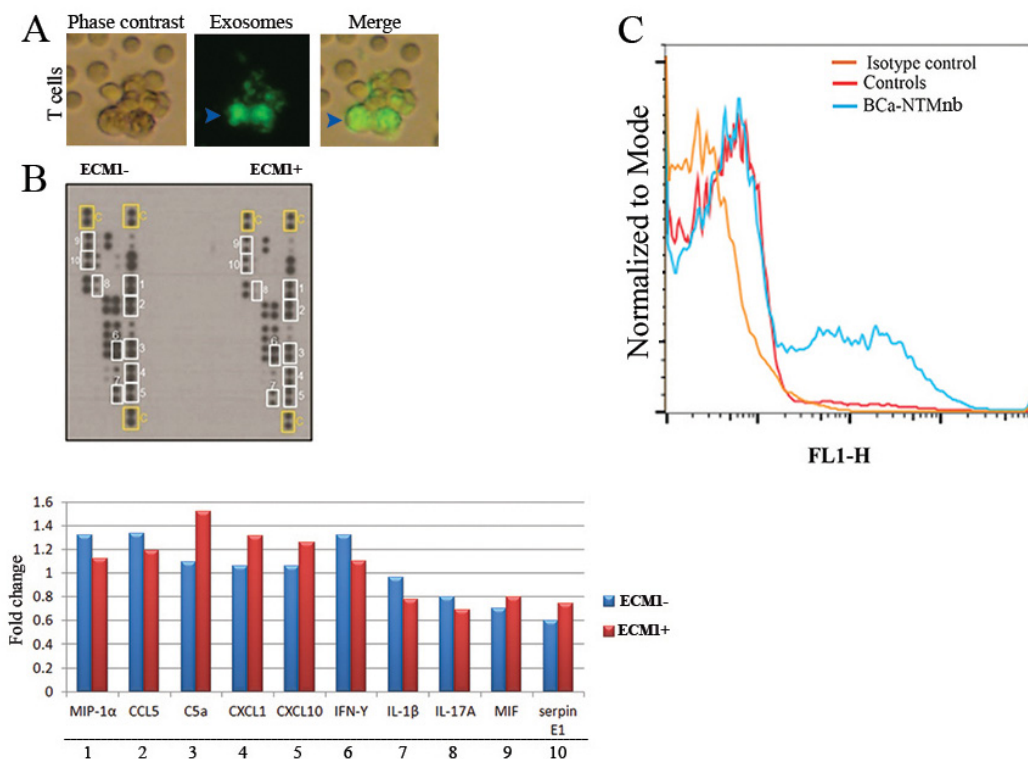 A
Phase contrast
Exosomes
Merge
T cells
B
ECM1-
ECM1+
C
C
C
C
9
9
10
10
8
1
8
1
2
2
6
3
6
3
4
4
7
5
7
5
C
C
Fold change
1.6
1.4
1.2
1
0.8
0.6
0.4
0.2
0
MIP-1α
CCL5
C5a
CXCL1
CXCL10
IFN-Y
IL-1β
IL-17A
MIF
serpin
E1
1
2
3
4
5
6
7
8
9
10
ECM1-
ECM1+
C
Isotype control
Controls
BCa-NTMnb
Normalized to Mode
FL1-H